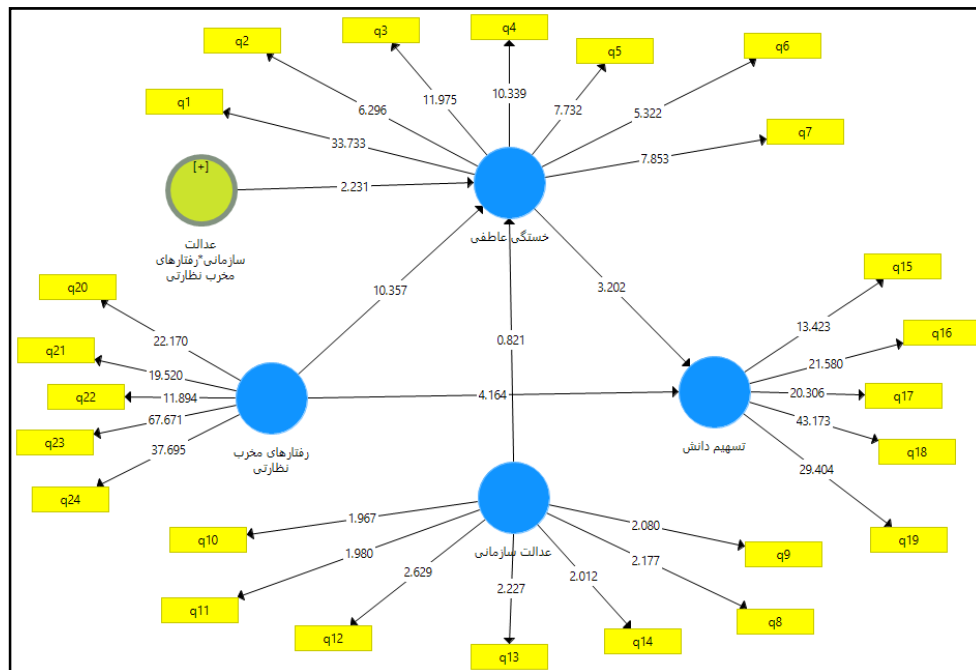 q4
q3
q6
q2
q5
q1
10.339
11.975
7.732
5.322
6.296
q7
33.733
7.853
[+]
2.231
خستگی عاطفی
عدالت
سازمانی*رفتارهای
مخرب نظارتی
q15
q20
10.357
3.202
13.423
q16
22.170
0.821
21.580
q21
19.520
q17
20.306
q22
11.894
4.164
43.173
67.671
q18
q23
تسهیم دانش
رفتارهای مخرب
نظارتی
37.695
29.404
q24
q19
q10
1.967
2.080
عدالت سازمانی
q9
1.980
2.177
2.629
2.012
q11
2.227
q8
q12
q14
q13